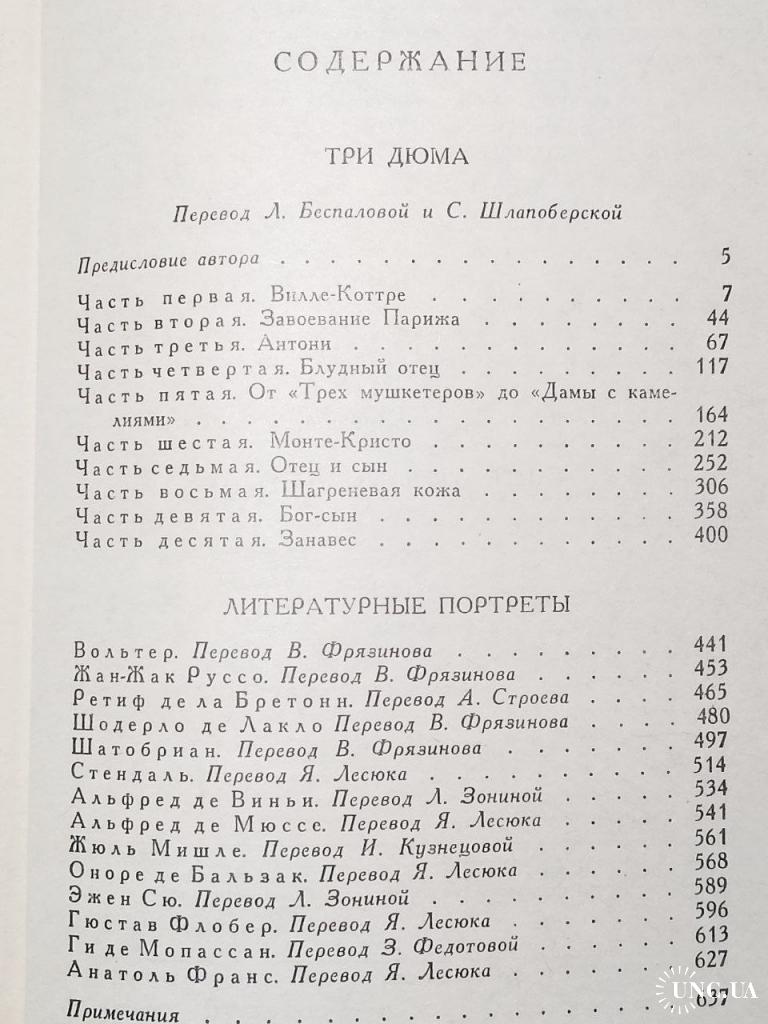 СОДЕРЖАНИЕ
ТРИ ДЮМА
Перевод Л. Беспаловой и С. Шлапоберской
Предисловие автора . . . . . . . . . . . . . . . . . 5
Часть первая. Вилле-Коттре . . . . . . . . . . 7
Часть вторая. Завоевание Парижа . . . . . . . . 44
Часть третья. Антони . . . . . . . . . . . . . 67
Часть четвертая. Блудный отец . . . . . . . . . 117
Часть пятая. От «Трех мушкетеров» до «Дамы с каме-
лиями» . . . . . . . . . . . . . . . . . . . . 164
Часть шестая. Монте-Кристо . . . . . . . . . . 212
Часть седьмая. Отец и сын . . . . . . . . . . . 252
Часть восьмая. Шагреневая кожа . . . . . . . . 306
Часть девятая. Бог-сын . . . . . . . . . . . . 358
Часть десятая. Занавес . . . . . . . . . . . . 400
ЛИТЕРАТУРНЫЕ ПОРТРЕТЫ
Вольтер. Перевод В. Фрязинова . . . . . . . . . 441
Жан-Жак Руссо. Перевод В. Фрязинова . . . . . . 453
Ретиф де ла Бретонн. Перевод А. Строева . . . . 465
Шодерло де Лакло Перевод В. Фрязинова . . . . 480
Шатобриан. Перевод В. Фрязинова . . . . . . . 497
Стендаль. Перевод Я. Лесюка . . . . . . . . . . 514
Альфред де Виньи. Перевод Л. Зониной . . . . . 534
Альфред де Мюссе. Перевод Я. Лесюка . . . . . 541
Жюль Мишле. Перевод И. Кузнецовой . . . . . . 561
Оноре де Бальзак. Перевод Я. Лесюка . . . . . . 568
Эжен Сю. Перевод Л. Зониной . . . . . . . . . . 589
Гюстав Флобер. Перевод Я. Лесюка . . . . . . . 596
Ги де Мопассан. Перевод З. Федотовой . . . . . 613
Анатоль Франс. Перевод Я. Лесюка . . . . . . . 627
Примечания . . . . . . . . . . . . . . . . . . 637
UNC.UA